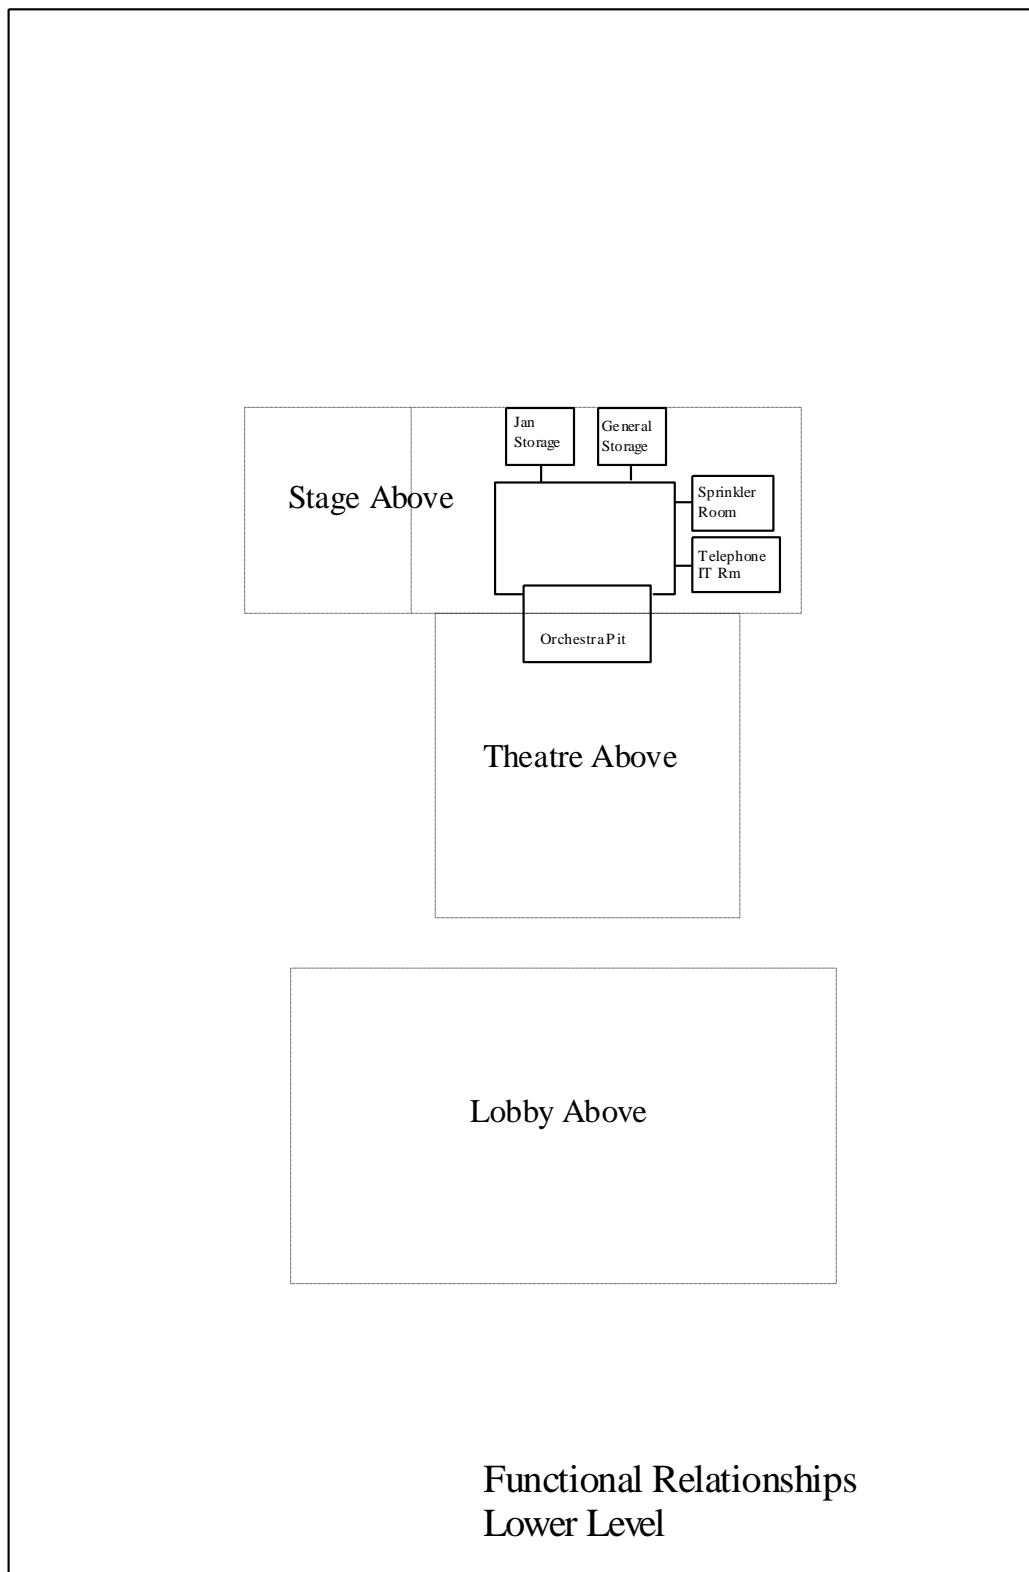 Jan
Storage
General
Storage
Stage Above
Sprinkler
Room
Telephone
IT Rm
Orchestra Pit
Theatre Above
Lobby Above
Functional Relationships
Lower Level